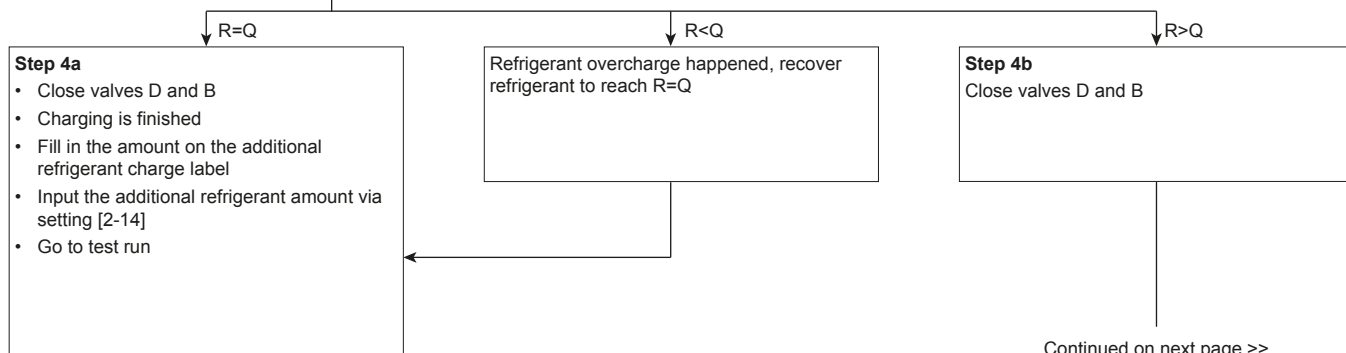 R=Q
R<Q
R>Q
Step 4a
• Close valves D and B
• Charging is finished
• Fill in the amount on the additional
refrigerant charge label
• Input the additional refrigerant amount via
setting [2-14]
• Go to test run
Refrigerant overcharge happened, recover
refrigerant to reach R=Q
Step 4b
Close valves D and B
Continued on next page >>